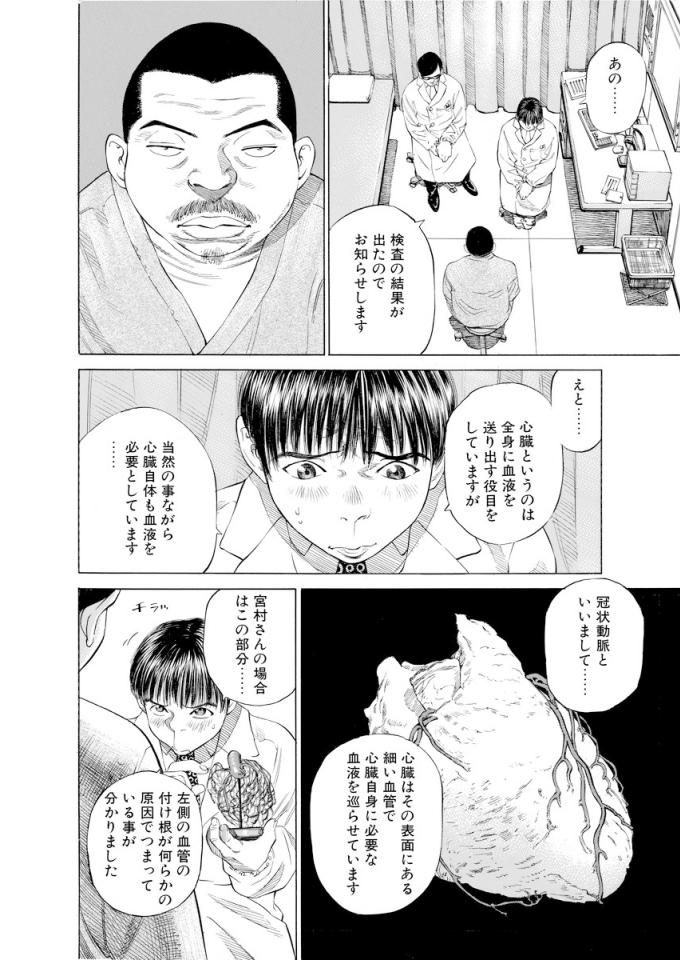 あの……
検査の結果が
出たので
お知らせします
えと……
心臓というのは
全身に血液を
送り出す役目を
していますが
当然の事ながら
心臓自体も血液を
必要としています
……
冠状動脈と
いいまして……
心臓はその表面にある
細い血管で
心臓自身に必要な
血液を巡らせています
宮村さんの場合
はこの部分……
チラッ
左側の血管の
付け根が何らかの
原因でつまって
いる事が
分かりました